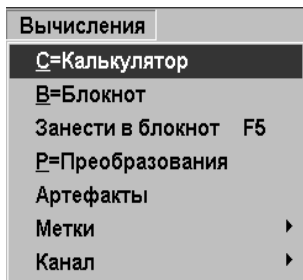 Вычисления
C=Калькулятор
B=Блокнот
Занести в блокнот F5
P=Преобразования
Артефакты
Метки
Канал